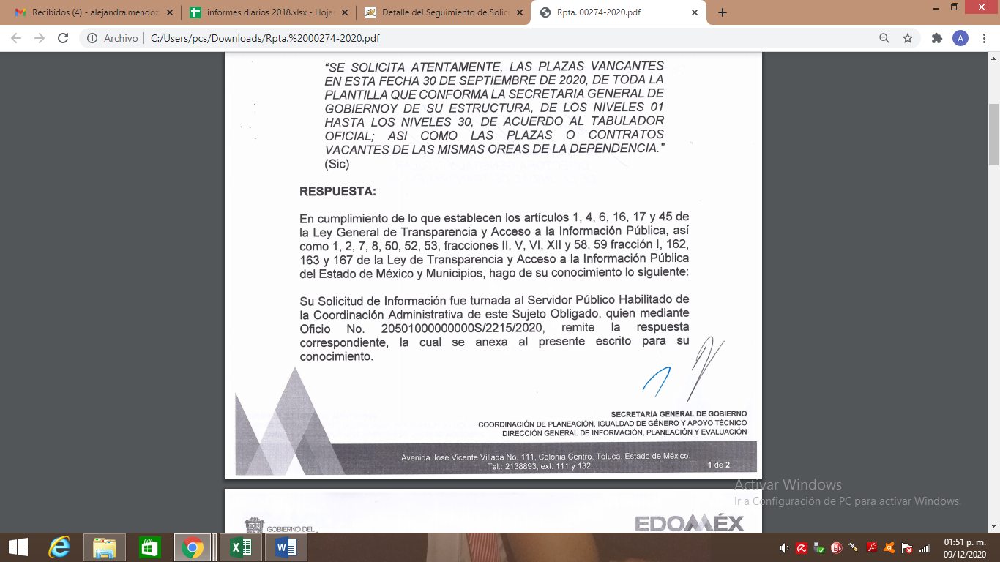 Recibidos (4) - alejandra.mendoz
informes diarios 2018.xlsx - Hoja
Detalle del Seguimiento de Solici
Rpta. 00274-2020.pdf
Archivo
C:/Users/pcs/Downloads/Rpta.%2000274-2020.pdf
A
“SE SOLICITA ATENTAMENTE, LAS PLAZAS VANCANTES
EN ESTA FECHA 30 DE SEPTIEMBRE DE 2020, DE TODA LA
PLANTILLA QUE CONFORMA LA SECRETARIA GENERAL DE
GOBIERNOY DE SU ESTRUCTURA, DE LOS NIVELES 01
HASTA LOS NIVELES 30, DE ACUERDO AL TABULADOR
OFICIAL; ASI COMO LAS PLAZAS O CONTRATOS
VACANTES DE LAS MISMAS OREAS DE LA DEPENDENCIA.”
(Sic)
RESPUESTA:
En cumplimiento de lo que establecen los artículos 1, 4, 6, 16, 17 y 45 de
la Ley General de Transparencia y Acceso a la Información Pública, así
como 1, 2, 7, 8, 50, 52, 53, fracciones II, V, VI, XII y 58, 59 fracción I, 162,
163 y 167 de la Ley de Transparencia y Acceso a la Información Pública
del Estado de México y Municipios, hago de su conocimiento lo siguiente:
Su Solicitud de Información fue turnada al Servidor Público Habilitado de
la Coordinación Administrativa de este Sujeto Obligado, quien mediante
Oficio No. 20501000000000S/2215/2020, remite la respuesta
correspondiente, la cual se anexa al presente escrito para su
conocimiento.
SECRETARÍA GENERAL DE GOBIERNO
COORDINACIÓN DE PLANEACIÓN, IGUALDAD DE GÉNERO Y APOYO TÉCNICO
DIRECCIÓN GENERAL DE INFORMACIÓN, PLANEACIÓN Y EVALUACIÓN
Avenida José Vicente Villada No. 111, Colonia Centro. Toluca, Estado de México.
Tel.: 2138893, ext. 111 y 132.
1 de 2
Activar Windows
Ir a Configuración de PC para activar Windows.
GOBIERNO DEL
EDOMÉX
01:51 p. m.
09/12/2020